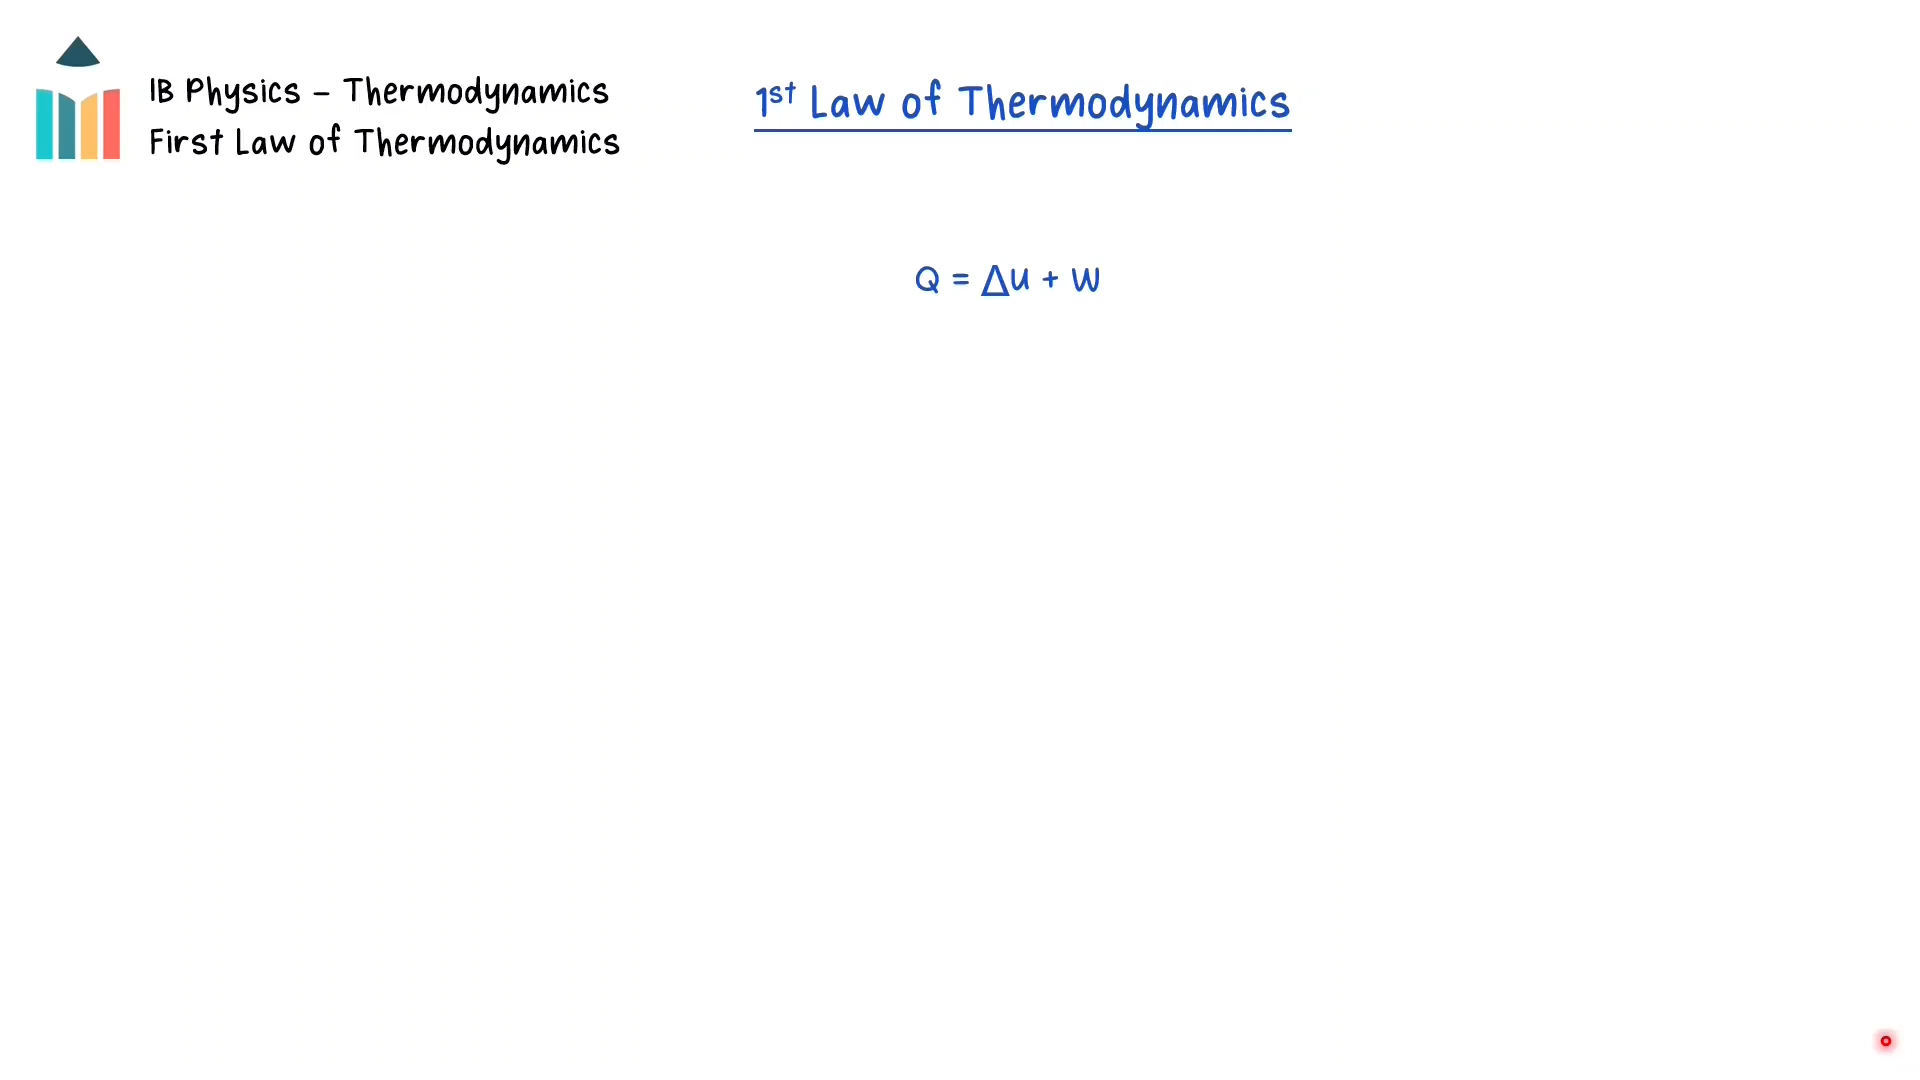 IB Physics – Thermodynamics
First Law of Thermodynamics
1st Law of Thermodynamics
Q = ΔU + W